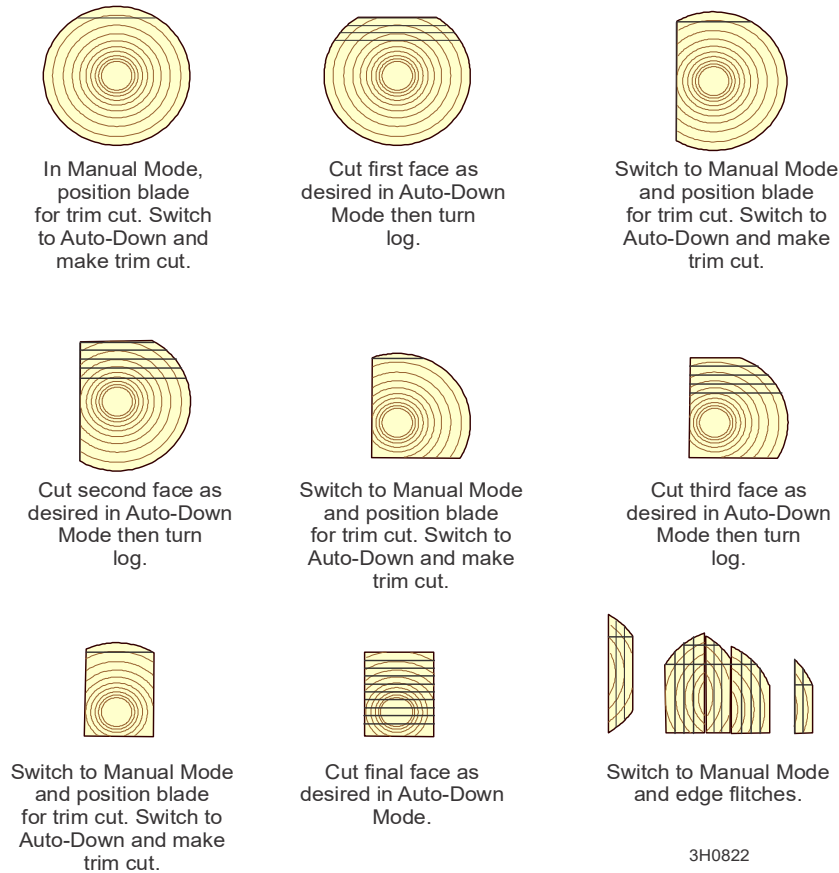 In Manual Mode,
position blade
for trim cut. Switch
to Auto-Down and
make trim cut.
Cut first face as
desired in Auto-Down
Mode then turn
log.
Switch to Manual Mode
and position blade
for trim cut. Switch to
Auto-Down and make
trim cut.
Cut second face as
desired in Auto-Down
Mode then turn
log.
Switch to Manual Mode
and position blade
for trim cut. Switch to
Auto-Down and make
trim cut.
Cut third face as
desired in Auto-Down
Mode then turn
log.
Switch to Manual Mode
and position blade
for trim cut. Switch to
Auto-Down and make
trim cut.
Cut final face as
desired in Auto-Down
Mode.
Switch to Manual Mode
and edge flitches.
3H0822